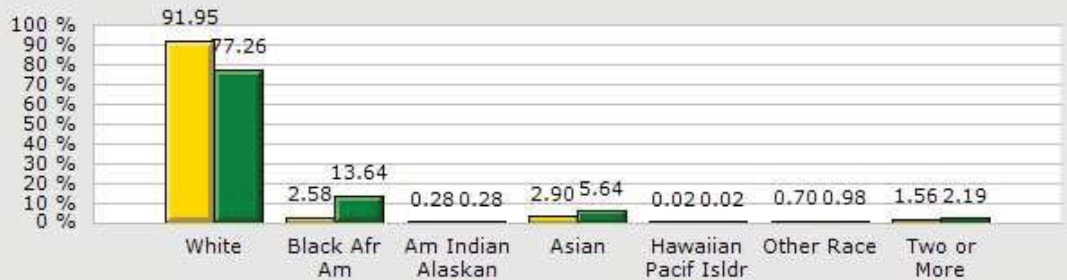 91.95
100 %
90 %
77.26
80 %
70 %
60 %
50 %
40 %
30 %
20 %
10 %
0 %
2.58
13.64
0.28 0.28
2.90 5.64
0.02 0.02
0.70 0.98
1.56 2.19
White
Black Afr
Am
Am Indian
Alaskan
Asian
Hawaiian
Pacif Isldr
Other Race
Two or
More